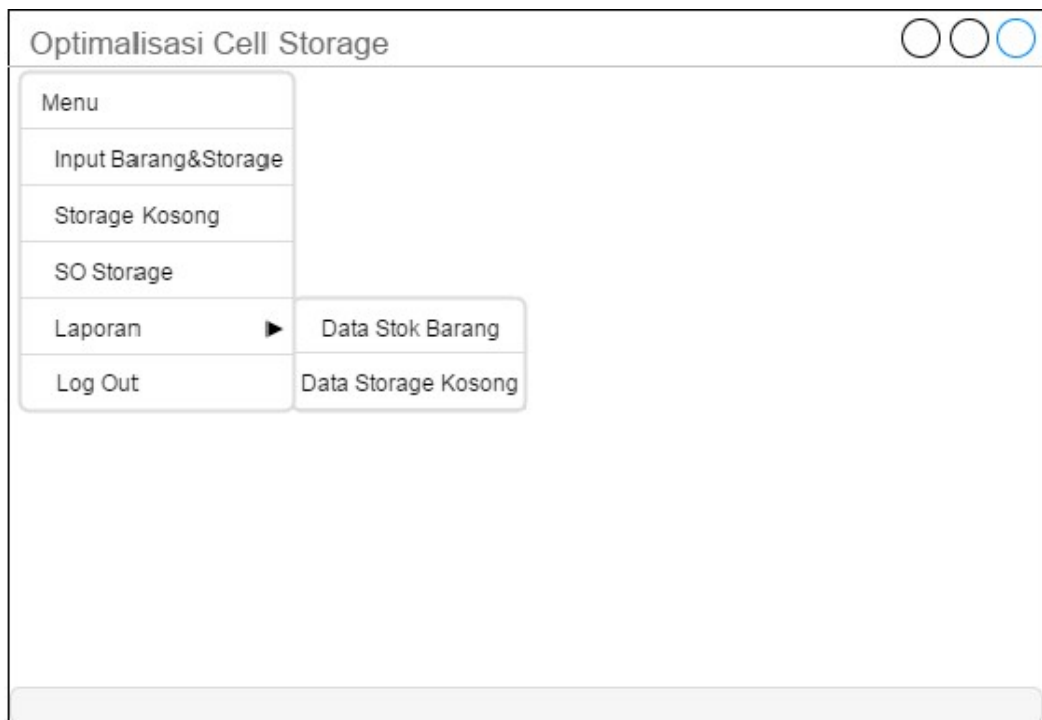 Optimalisasi Cell Storage
Menu
Input Barang&Storage
Storage Kosong
SO Storage
Laporan
Data Stok Barang
Log Out
Data Storage Kosong